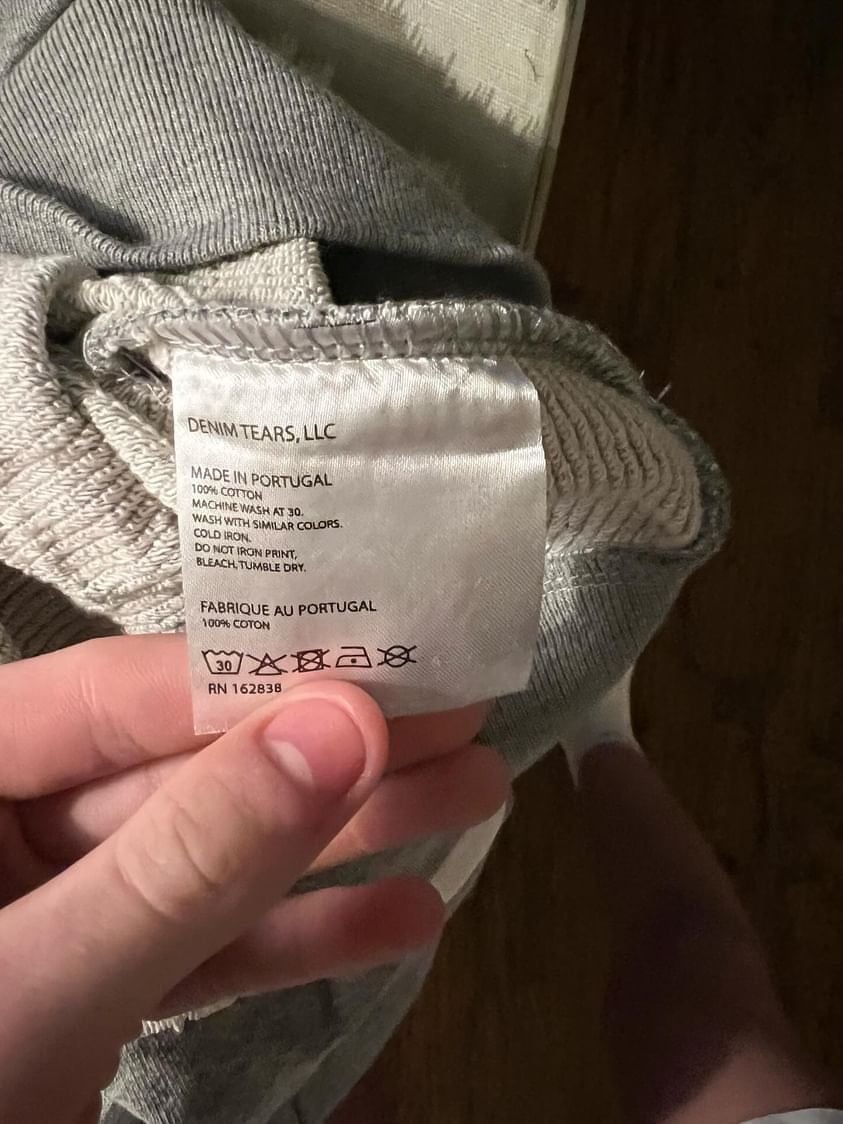 DENIM TEARS, LLC
MADE IN PORTUGAL
100% COTTON
MACHINE WASH AT 30.
WASH WITH SIMILAR COLORS.
COLD IRON.
DO NOT IRON PRINT,
BLEACH, TUMBLE DRY.
FABRIQUE AU PORTUGAL
100% COTON
30
RN 162838